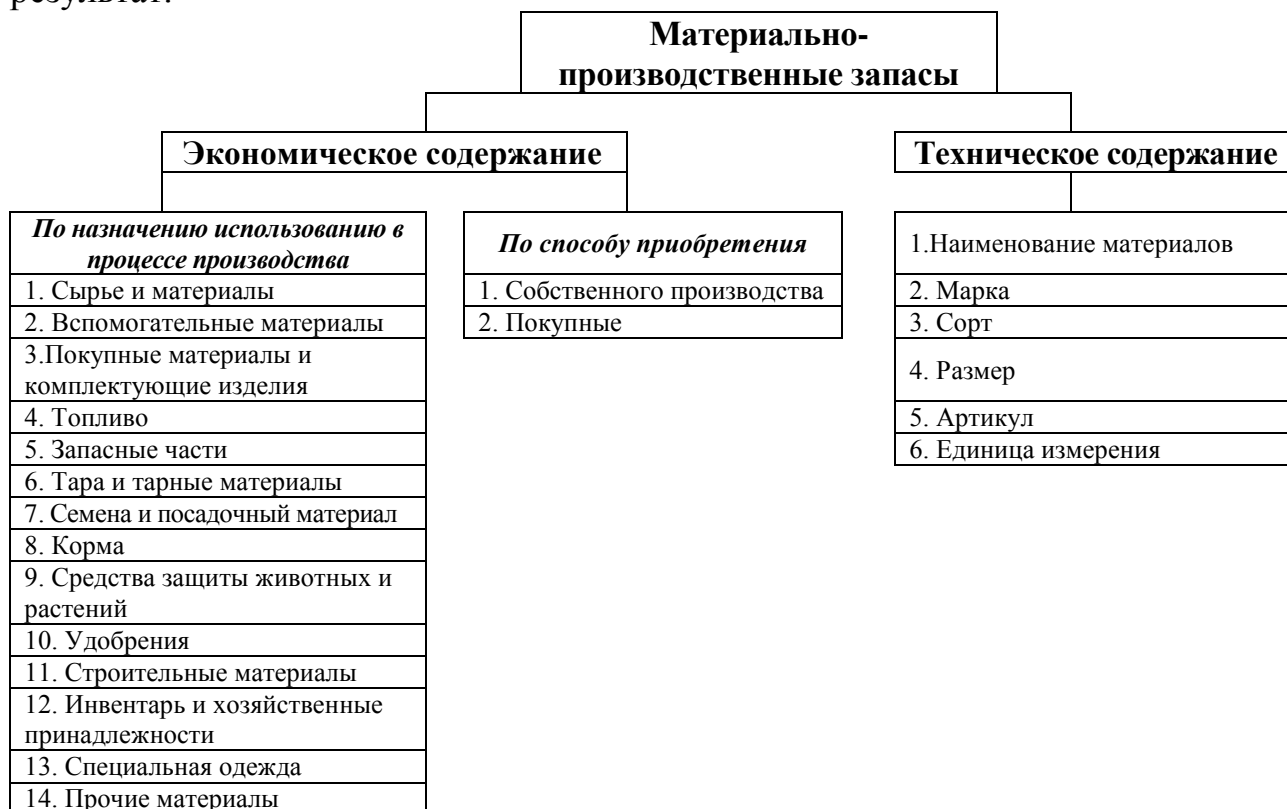 результат.
Материально-
производственные запасы
Экономическое содержание
Техническое содержание
По назначению использованию в
процессе производства
1. Сырье и материалы
2. Вспомогательные материалы
3.Покупные материалы и
комплектующие изделия
4. Топливо
5. Запасные части
6. Тара и тарные материалы
7. Семена и посадочный материал
8. Корма
9. Средства защиты животных и
растений
10. Удобрения
11. Строительные материалы
12. Инвентарь и хозяйственные
принадлежности
13. Специальная одежда
14. Прочие материалы
По способу приобретения
1. Собственного производства
2. Покупные
1.Наименование материалов
2. Марка
3. Сорт
4. Размер
5. Артикул
6. Единица измерения